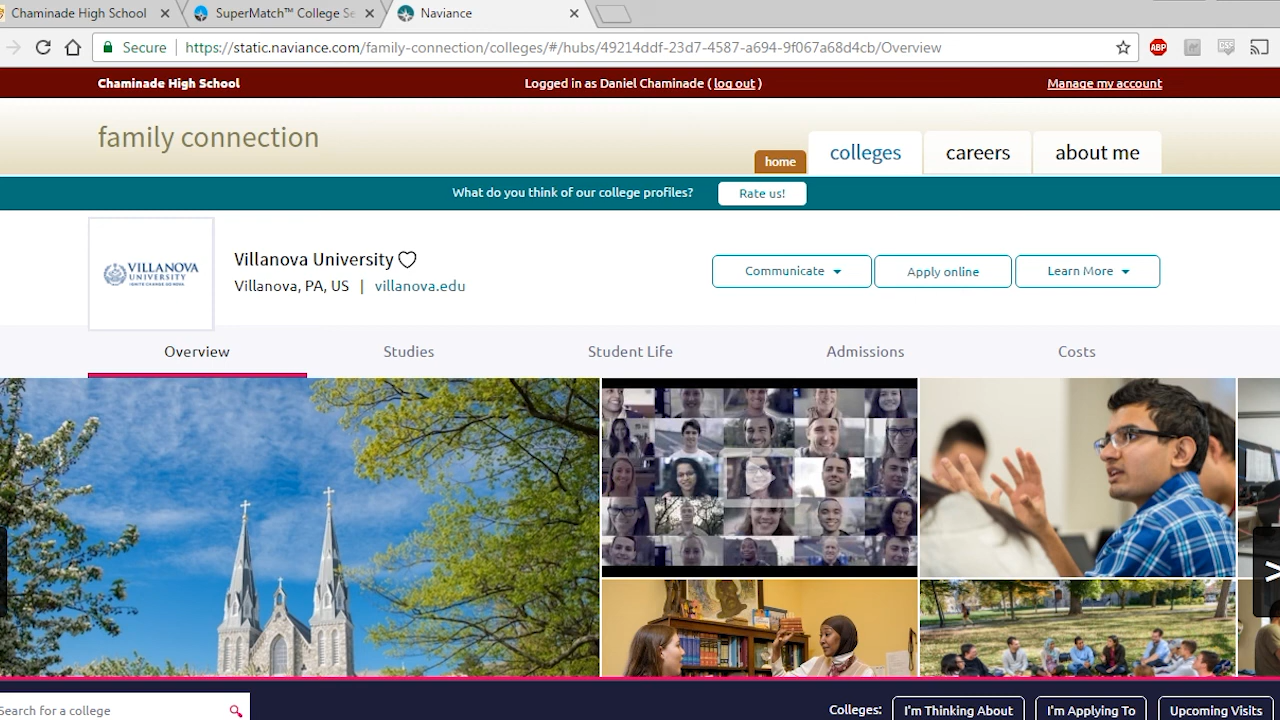 Chaminade High School
SuperMatch™ College Se
Naviance
Secure
https://static.naviance.com/family-connection/colleges/#/hubs/49214ddf-23d7-4587-a694-9f067a68d4cb/Overview
ABP
CSS
Chaminade High School
Logged in as Daniel Chaminade ( log out )
Manage my account
family connection
home
colleges
careers
about me
What do you think of our college profiles?
Rate us!
VILLANOVA
UNIVERSITY
Villanova University
Villanova, PA, US | villanova.edu
Communicate
Apply online
Learn More
Overview
Studies
Student Life
Admissions
Costs
Search for a college
Colleges:
I'm Thinking About
I'm Applying To
Upcoming Visits